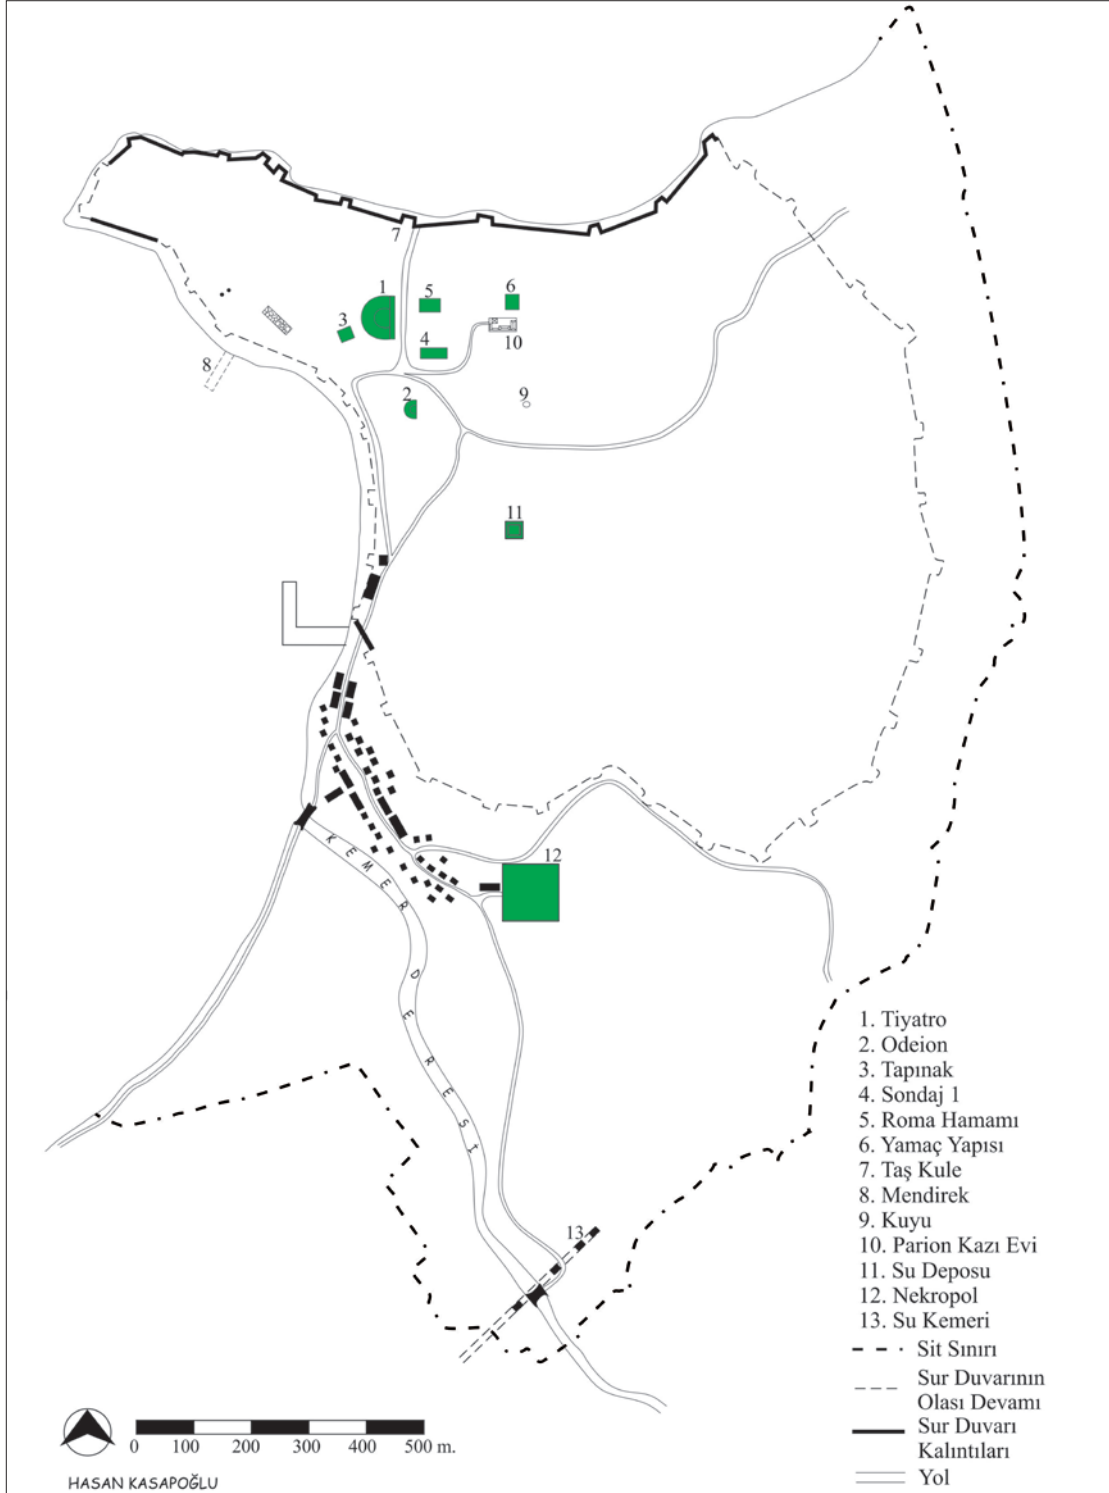 7
1
5
6
3
4
10
8
2
9
11
12
KEMER DERESİ
13
1. Tiyatro
2. Odeion
3. Tapınak
4. Sondaj 1
5. Roma Hamamı
6. Yamaç Yapısı
7. Taş Kule
8. Mendirek
9. Kuyu
10. Parion Kazı Evi
11. Su Deposu
12. Nekropol
13. Su Kemeri
Sit Sınırı
Sur Duvarının
Olası Devamı
Sur Duvarı
Kalıntıları
Yol
0 100 200 300 400 500 m.
HASAN KASAPOĞLU